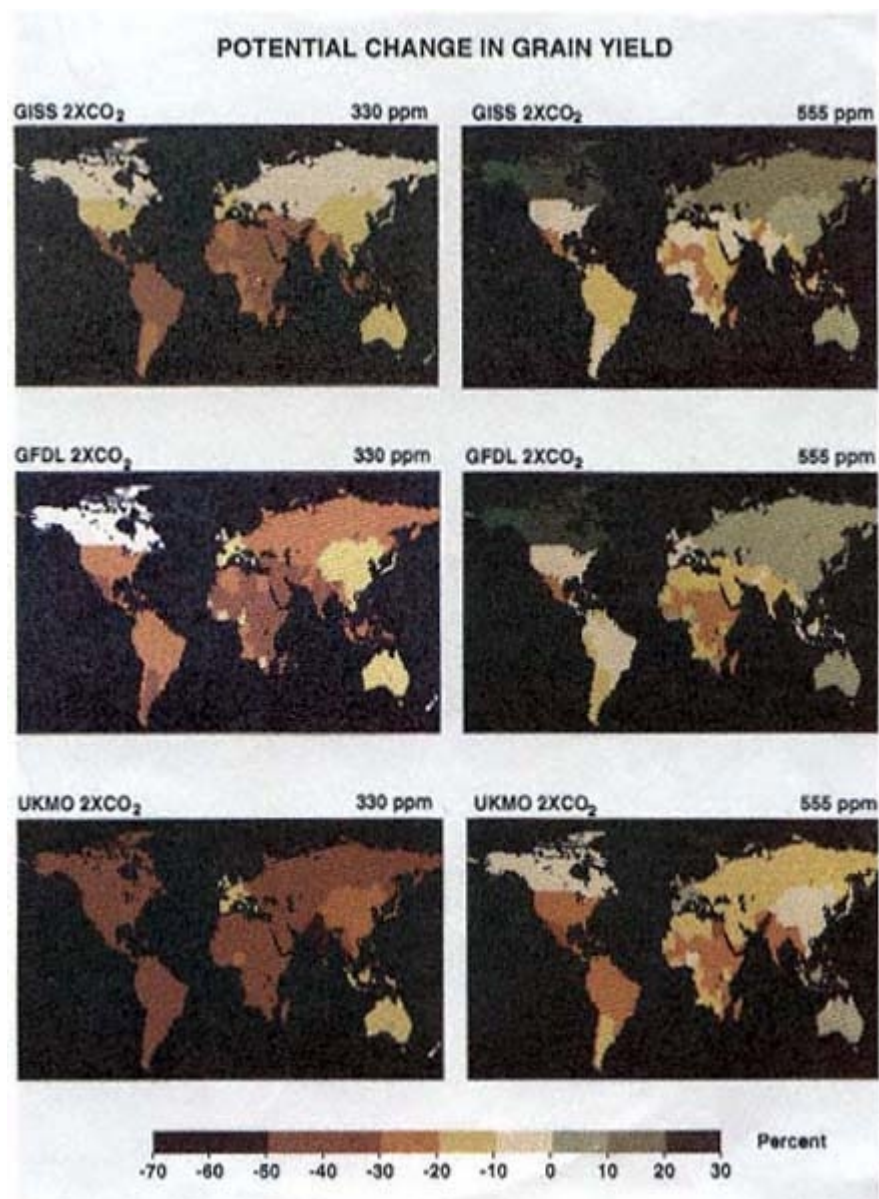 POTENTIAL CHANGE IN GRAIN YIELD
GISS 2XCO₂ 330 ppm
GISS 2XCO₂ 555 ppm
GFDL 2XCO₂ 330 ppm
GFDL 2XCO₂ 555 ppm
UKMO 2XCO₂ 330 ppm
UKMO 2XCO₂ 555 ppm
Percent
-70 -60 -50 -40 -30 -20 -10 0 10 20 30